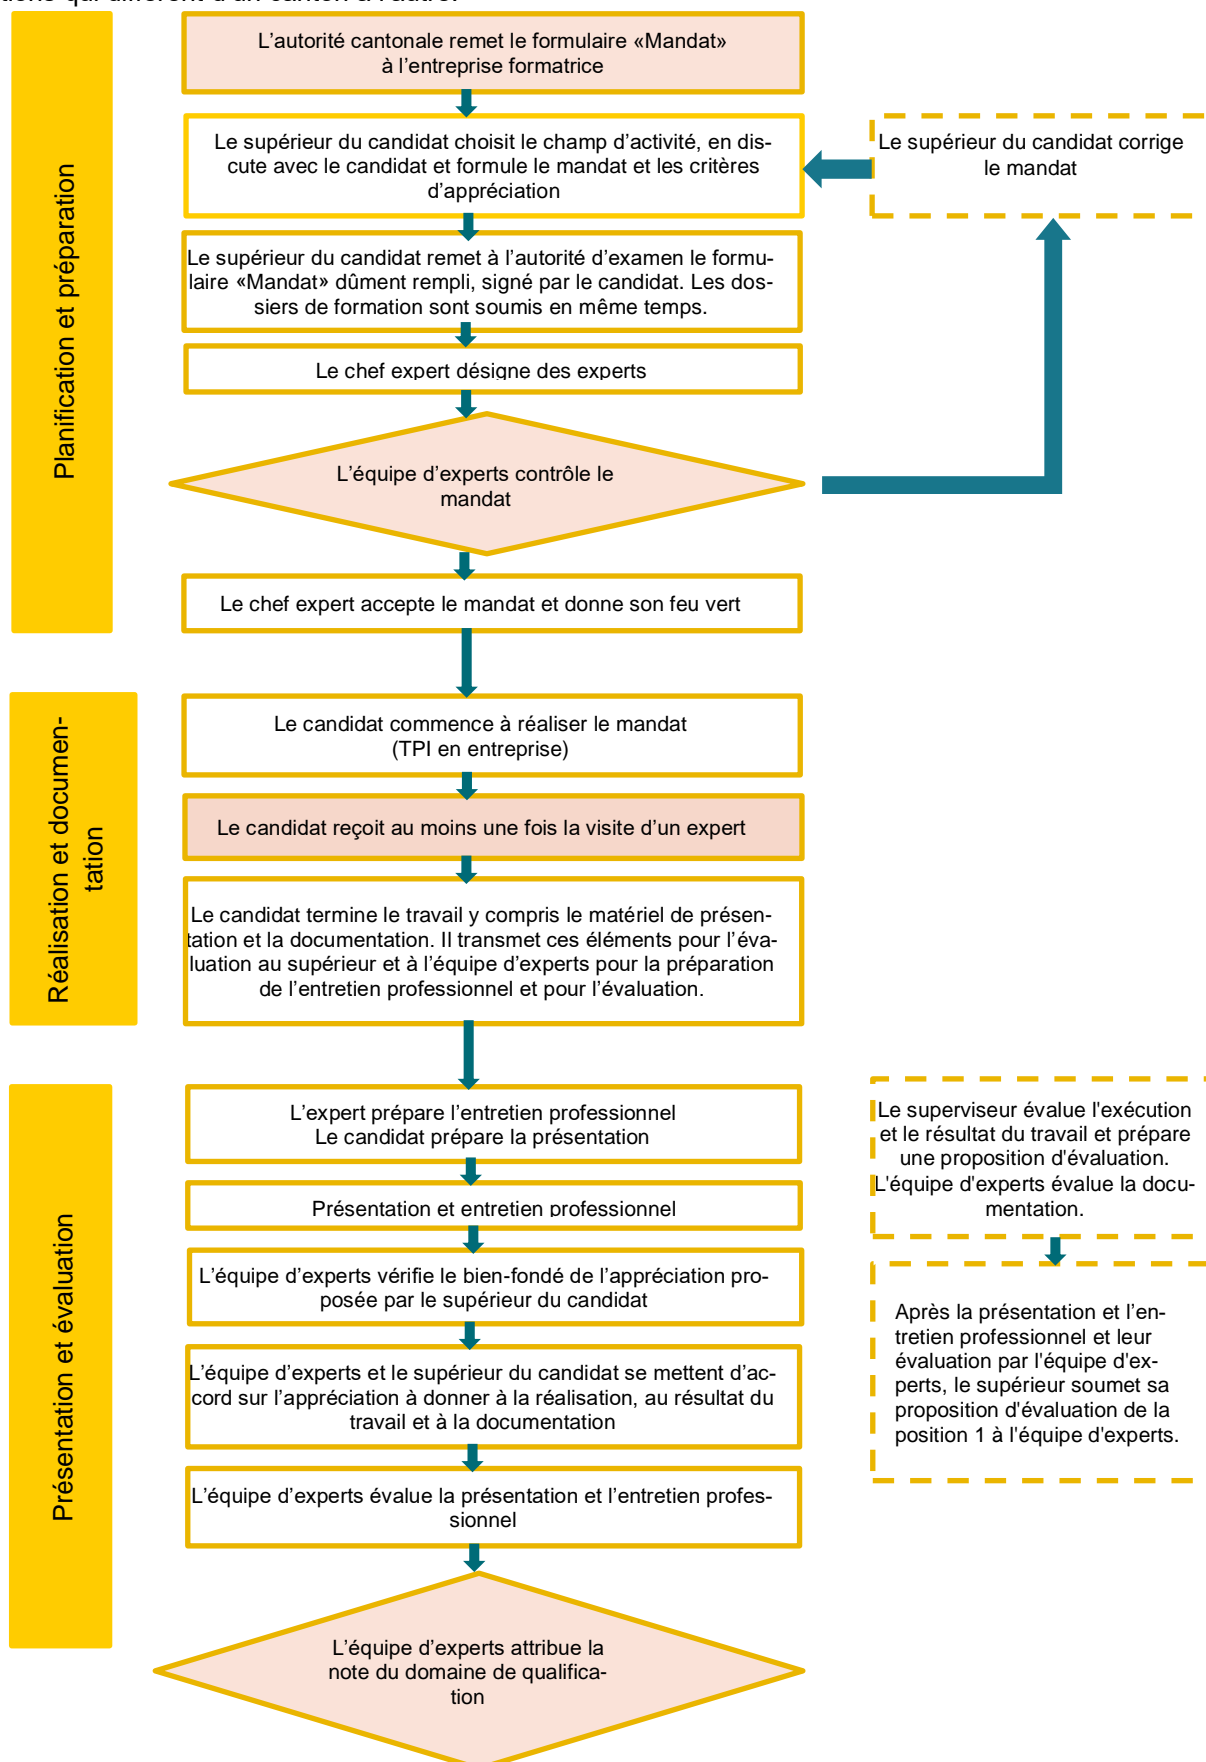 tions qui diffèrent d'un canton à l'autre.
Planification et préparation
L'autorité cantonale remet le formulaire «Mandat»
à l'entreprise formatrice
Le supérieur du candidat choisit le champ d'activité, en dis-
cute avec le candidat et formule le mandat et les critères
d'appréciation
Le supérieur du candidat corrige
le mandat
Le supérieur du candidat remet à l'autorité d'examen le formu-
laire «Mandat» dûment rempli, signé par le candidat. Les dos-
siers de formation sont soumis en même temps.
Le chef expert désigne des experts
L'équipe d'experts contrôle le
mandat
Le chef expert accepte le mandat et donne son feu vert
Réalisation et documen-
tation
Le candidat commence à réaliser le mandat
(TPI en entreprise)
Le candidat reçoit au moins une fois la visite d'un expert
Le candidat termine le travail y compris le matériel de présen-
tation et la documentation. Il transmet ces éléments pour l'éva-
luation au supérieur et à l'équipe d'experts pour la préparation
de l'entretien professionnel et pour l'évaluation.
Présentation et évaluation
L'expert prépare l'entretien professionnel
Le candidat prépare la présentation
Présentation et entretien professionnel
L'équipe d'experts vérifie le bien-fondé de l'appréciation pro-
posée par le supérieur du candidat
L'équipe d'experts et le supérieur du candidat se mettent d'ac-
cord sur l'appréciation à donner à la réalisation, au résultat du
travail et à la documentation
L'équipe d'experts évalue la présentation et l'entretien profes-
sionnel
L'équipe d'experts attribue la
note du domaine de qualifica-
tion
Le superviseur évalue l'exécution
et le résultat du travail et prépare
une proposition d'évaluation.
L'équipe d'experts évalue la docu-
mentation.
Après la présentation et l'en-
tretien professionnel et leur
évaluation par l'équipe d'ex-
perts, le supérieur soumet sa
proposition d'évaluation de la
position 1 à l'équipe d'experts.